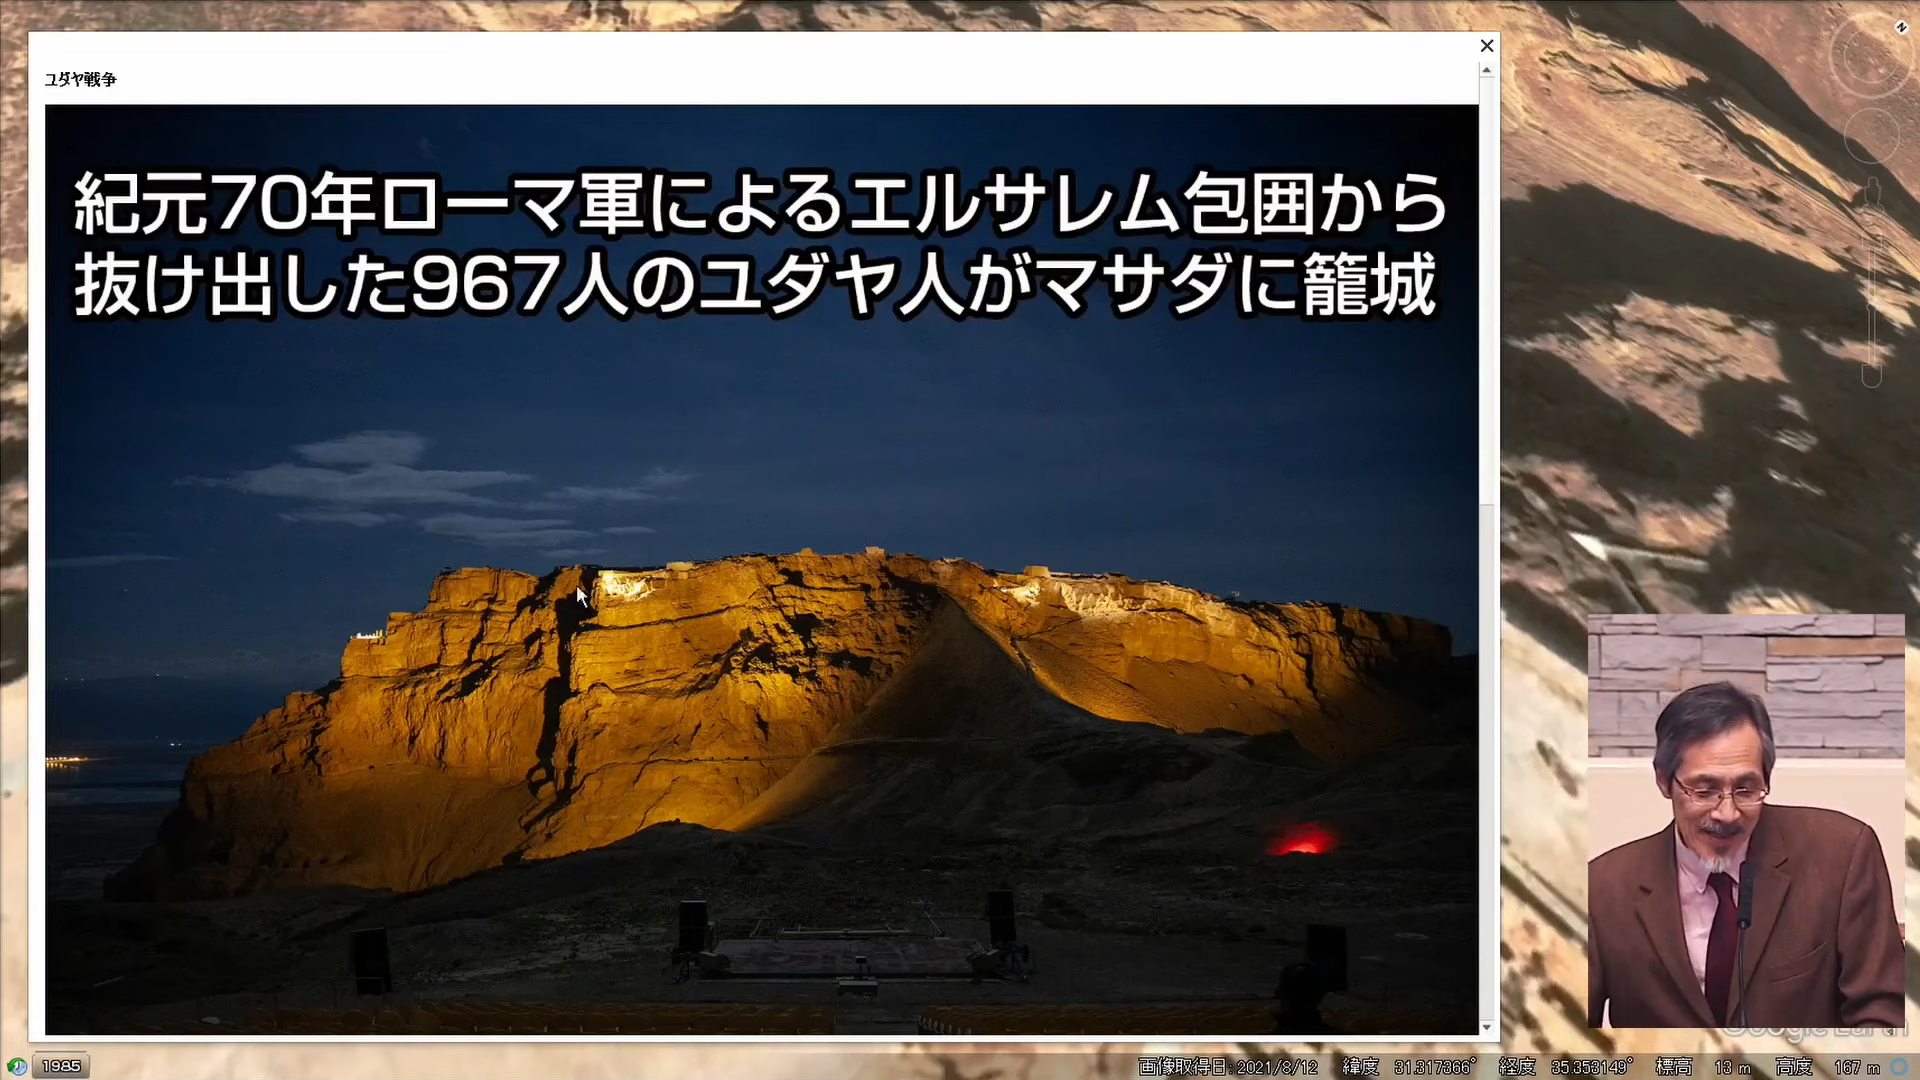 ユダヤ戦争
紀元70年ローマ軍によるエルサレム包囲から
抜け出した967人のユダヤ人がマサダに籠城
N
Google Earth
1985
画像取得日: 2021/8/12 緯度 31.317366° 経度 35.353149° 標高 13 m 高度 167 m